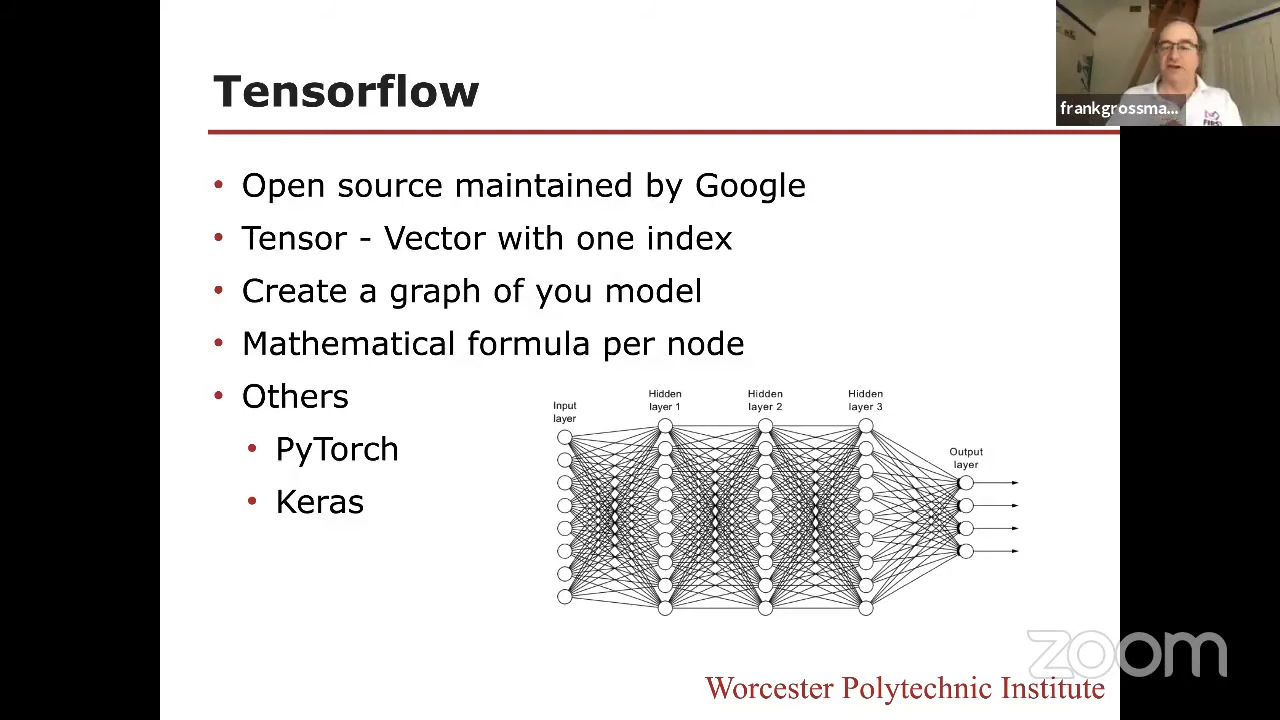 Tensorflow
frankgrossma...
FIRST
• Open source maintained by Google
• Tensor - Vector with one index
• Create a graph of you model
• Mathematical formula per node
• Others
• PyTorch
• Keras
Input
layer
Hidden
layer 1
Hidden
layer 2
Hidden
layer 3
Output
layer
zoom
Worcester Polytechnic Institute